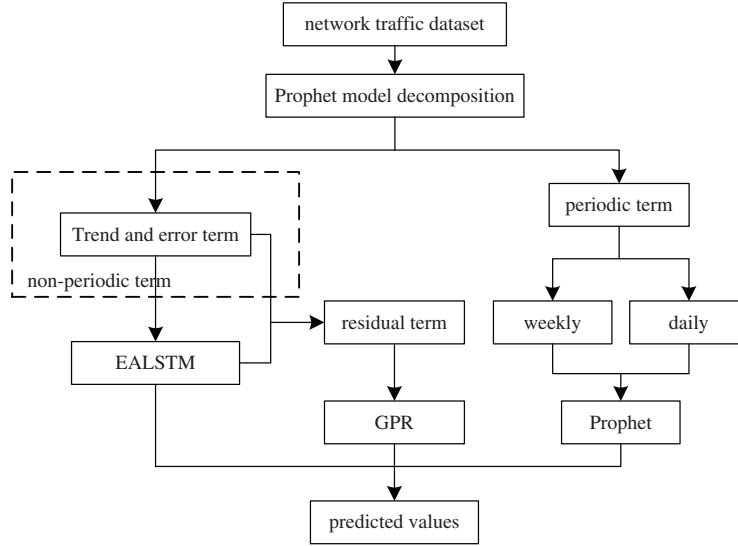 network traffic dataset
Prophet model decomposition
Trend and error term
non-periodic term
periodic term
residual term
weekly
daily
EALSTM
GPR
Prophet
predicted values